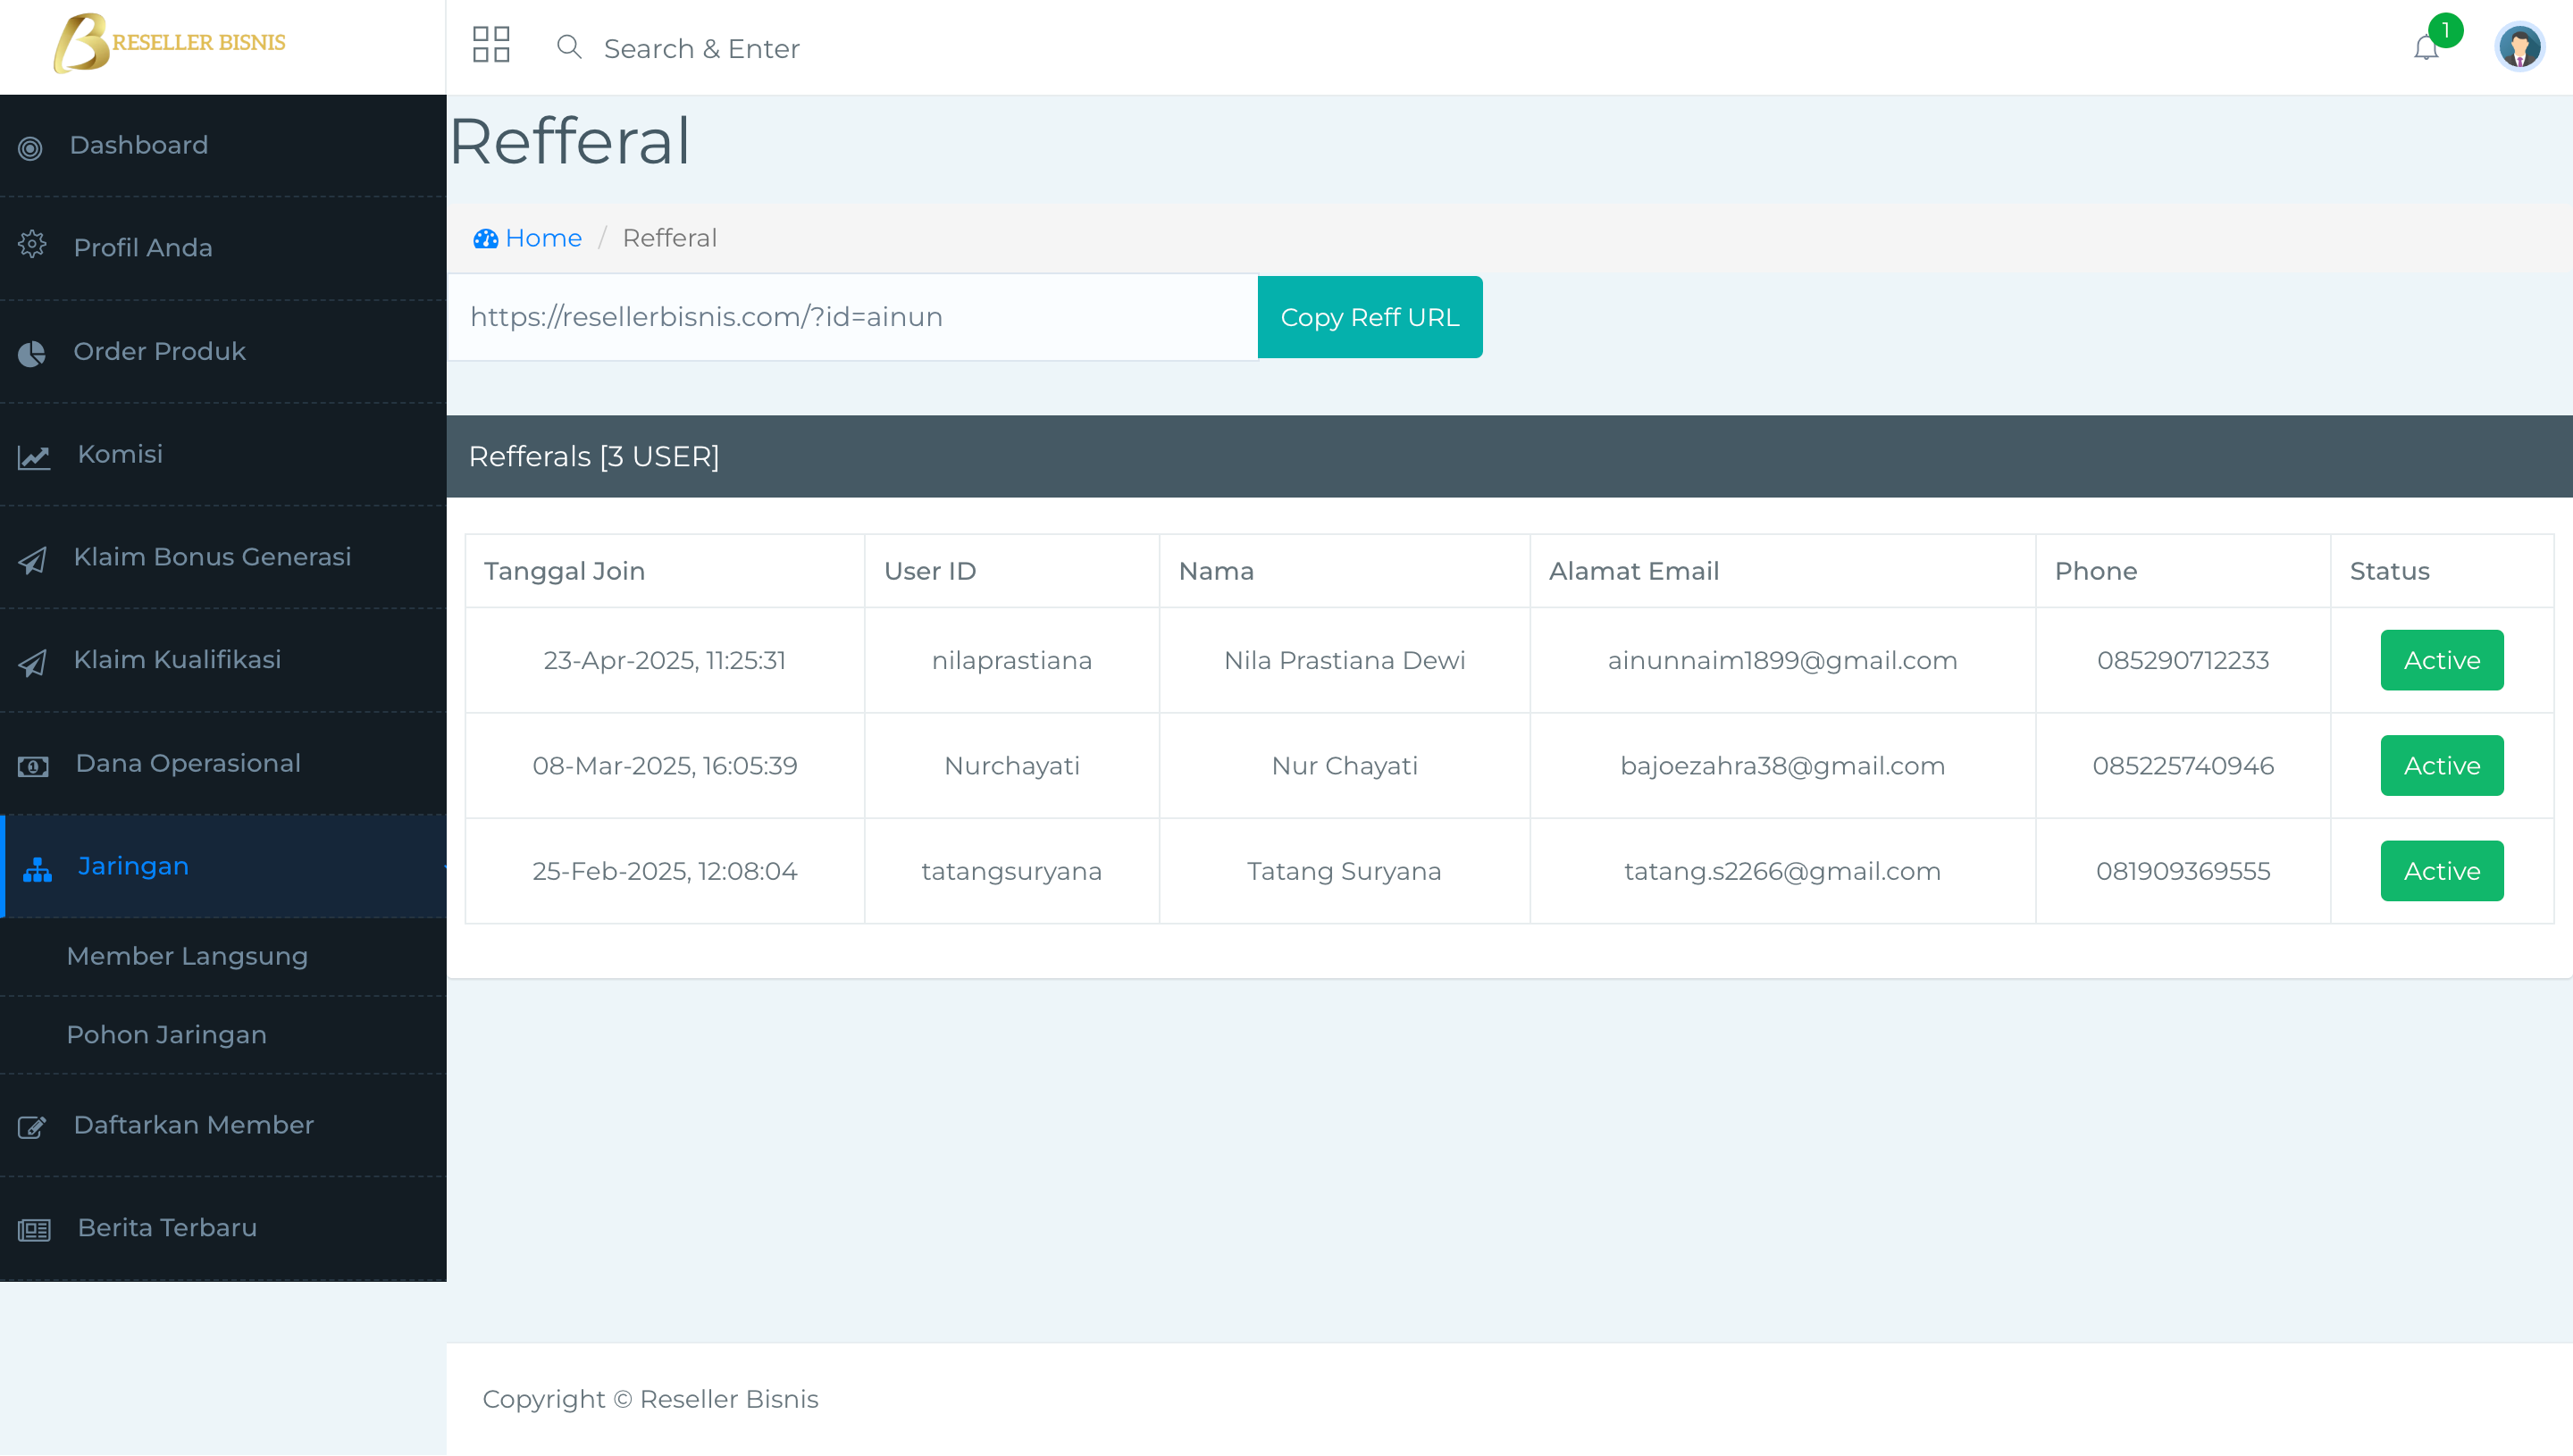 RESELLER BISNIS
Search & Enter
1
Dashboard
Profil Anda
Order Produk
Komisi
Klaim Bonus Generasi
Klaim Kualifikasi
Dana Operasional
Jaringan
Member Langsung
Pohon Jaringan
Daftarkan Member
Berita Terbaru
Refferal
Home / Refferal
https://resellerbisnis.com/?id=ainun Copy Reff URL
Refferals [3 USER]
Tanggal Join User ID Nama Alamat Email Phone Status
23-Apr-2025, 11:25:31 nilaprastiana Nila Prastiana Dewi ainunnaim1899@gmail.com 085290712233 Active
08-Mar-2025, 16:05:39 Nurchayati Nur Chayati bajoezahra38@gmail.com 085225740946 Active
25-Feb-2025, 12:08:04 tatangsuryana Tatang Suryana tatang.s2266@gmail.com 081909369555 Active
Copyright © Reseller Bisnis